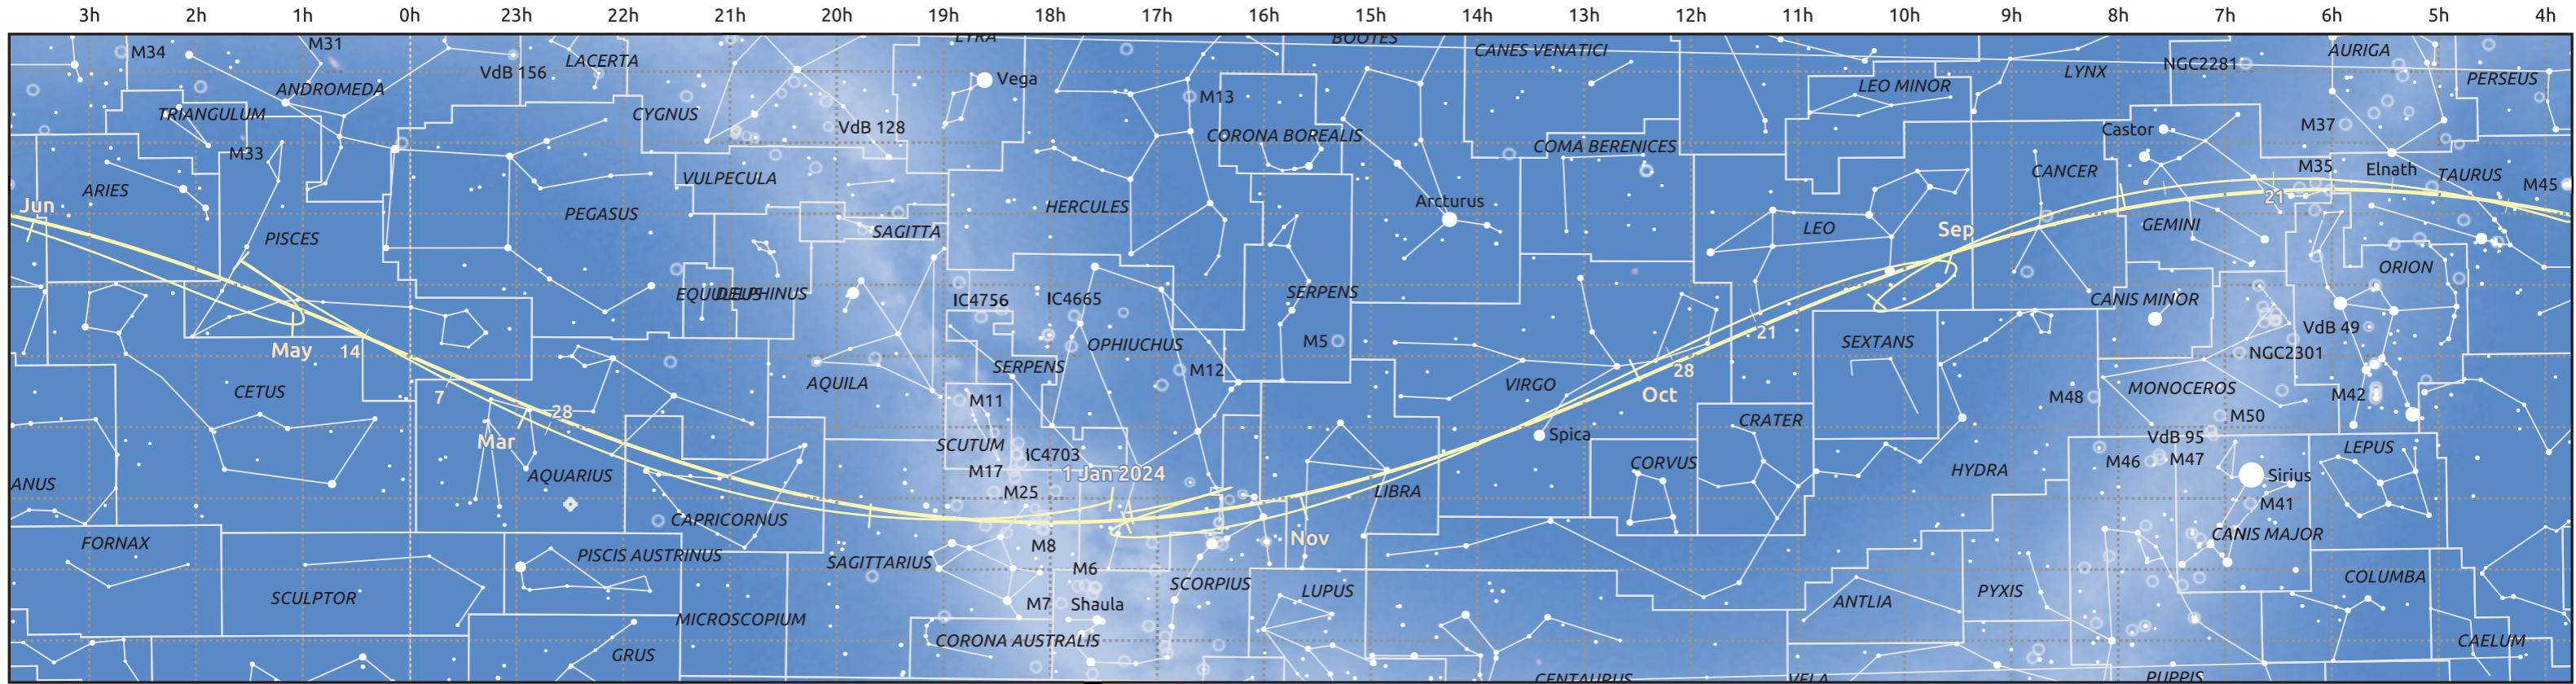 3h 2h 1h 0h 23h 22h 21h 20h 19h 18h 17h 16h 15h 14h 13h 12h 11h 10h 9h 8h 7h 6h 5h 4h
LYRA BOOTES
M34 M31 CANES VENATICI AURIGA
LACERTA NGC2281
VdB 156 Vega LYNX PERSEUS
ANDROMEDA LEO MINOR
M13
TRIANGULUM CYGNUS
VdB 128 CORONA BOREALIS Castor M37
M33 COMA BERENICES
ARIES VULPECULA CANCER M35 Elnath TAURUS
M45
Jun 21
PEGASUS HERCULES Arcturus
SAGITTA LEO Sep GEMINI
PISCES
ORION
EQUULEUS DELPHINUS IC4756 IC4665 SERPENS CANIS MINOR
VdB 49
May 14 OPHIUCHUS M5 21 SEXTANS NGC2301
SERPENS M12 28
CETUS AQUILA VIRGO Oct MONOCEROS M42
7 M11 M48
28 CRATER M50
Mar SCUTUM Spica VdB 95 LEPUS
IC4703 M46 M47
AQUARIUS M17 1 Jan 2024 CORVUS HYDRA Sirius
ANUS M25 LIBRA M41
CAPRICORNUS
FORNAX Nov CANIS MAJOR
PISCIS AUSTRINUS M8
SAGITTARIUS M6 COLUMBA
SCORPIUS LUPUS PYXIS
SCULPTOR M7 Shaula ANTLIA
MICROSCOPIUM
CORONA AUSTRALIS CAELUM
GRUS
CENTAURUS VELA PUPPIS